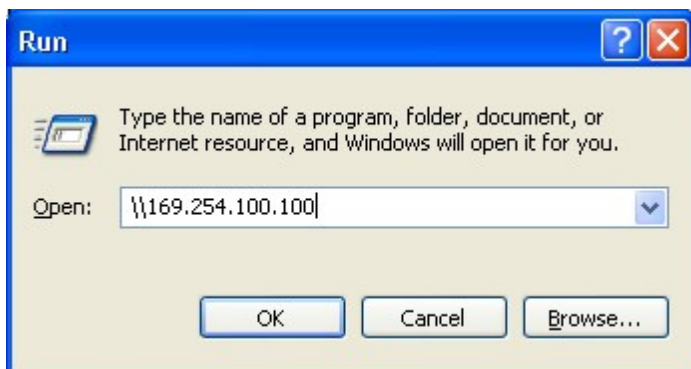 Run
Type the name of a program, folder, document, or
Internet resource, and Windows will open it for you.
Open: \\169.254.100.100
OK Cancel Browse...